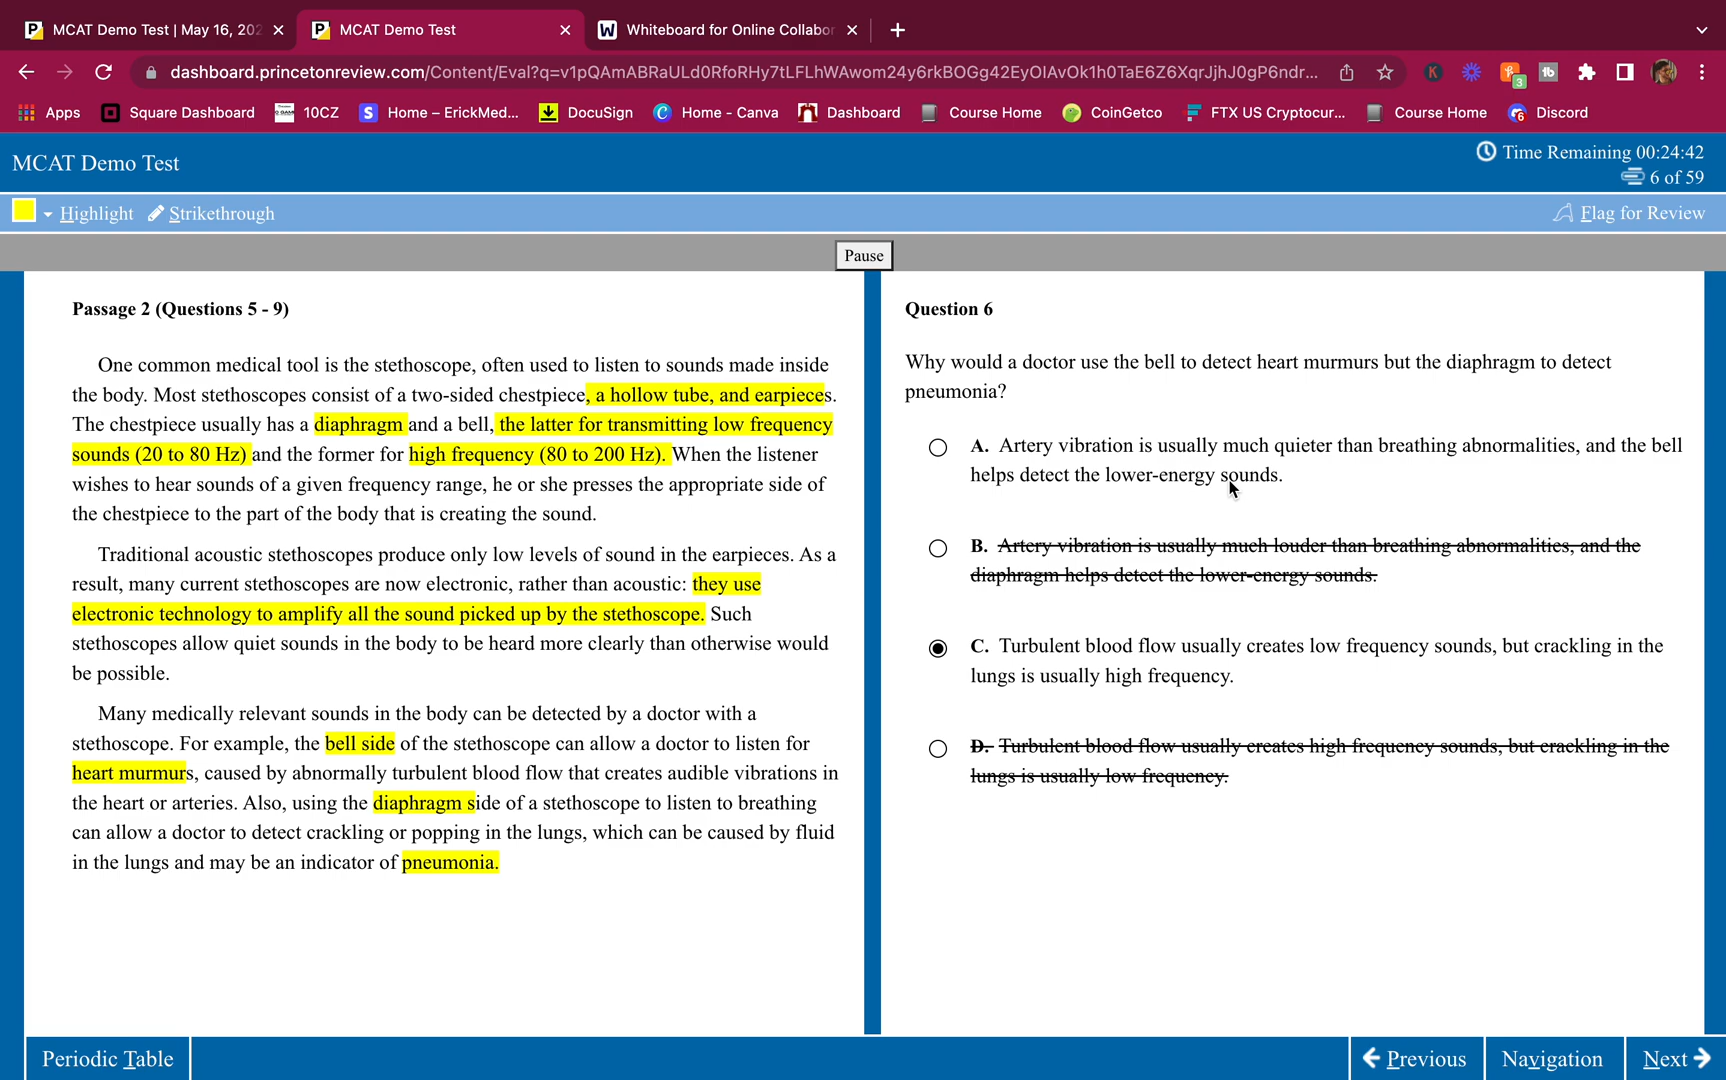 MCAT Demo Test | May 16, 202
MCAT Demo Test
Whiteboard for Online Collabor
dashboard.princetonreview.com/Content/Eval?q=v1pQAmABRaULd0RfoRHy7tLFLhWAwom24y6rkBOGg42EyOIAvOk1h0TaE6Z6XqrJjhJ0gP6ndr...
Apps
Square Dashboard
10CZ
Home – ErickMed...
DocuSign
Home - Canva
Dashboard
Course Home
CoinGetco
FTX US Cryptocur...
Course Home
Discord
MCAT Demo Test
Time Remaining 00:24:42
6 of 59
Highlight
Strikethrough
Flag for Review
Pause
Passage 2 (Questions 5 - 9)
One common medical tool is the stethoscope, often used to listen to sounds made inside
the body. Most stethoscopes consist of a two-sided chestpiece, a hollow tube, and earpieces.
The chestpiece usually has a diaphragm and a bell, the latter for transmitting low frequency
sounds (20 to 80 Hz) and the former for high frequency (80 to 200 Hz). When the listener
wishes to hear sounds of a given frequency range, he or she presses the appropriate side of
the chestpiece to the part of the body that is creating the sound.
Traditional acoustic stethoscopes produce only low levels of sound in the earpieces. As a
result, many current stethoscopes are now electronic, rather than acoustic: they use
electronic technology to amplify all the sound picked up by the stethoscope. Such
stethoscopes allow quiet sounds in the body to be heard more clearly than otherwise would
be possible.
Many medically relevant sounds in the body can be detected by a doctor with a
stethoscope. For example, the bell side of the stethoscope can allow a doctor to listen for
heart murmurs, caused by abnormally turbulent blood flow that creates audible vibrations in
the heart or arteries. Also, using the diaphragm side of a stethoscope to listen to breathing
can allow a doctor to detect crackling or popping in the lungs, which can be caused by fluid
in the lungs and may be an indicator of pneumonia.
Question 6
Why would a doctor use the bell to detect heart murmurs but the diaphragm to detect
pneumonia?
A. Artery vibration is usually much quieter than breathing abnormalities, and the bell
helps detect the lower-energy sounds.
B. Artery vibration is usually much louder than breathing abnormalities, and the
diaphragm helps detect the lower-energy sounds.
C. Turbulent blood flow usually creates low frequency sounds, but crackling in the
lungs is usually high frequency.
D. Turbulent blood flow usually creates high frequency sounds, but crackling in the
lungs is usually low frequency.
Periodic Table
Previous
Navigation
Next